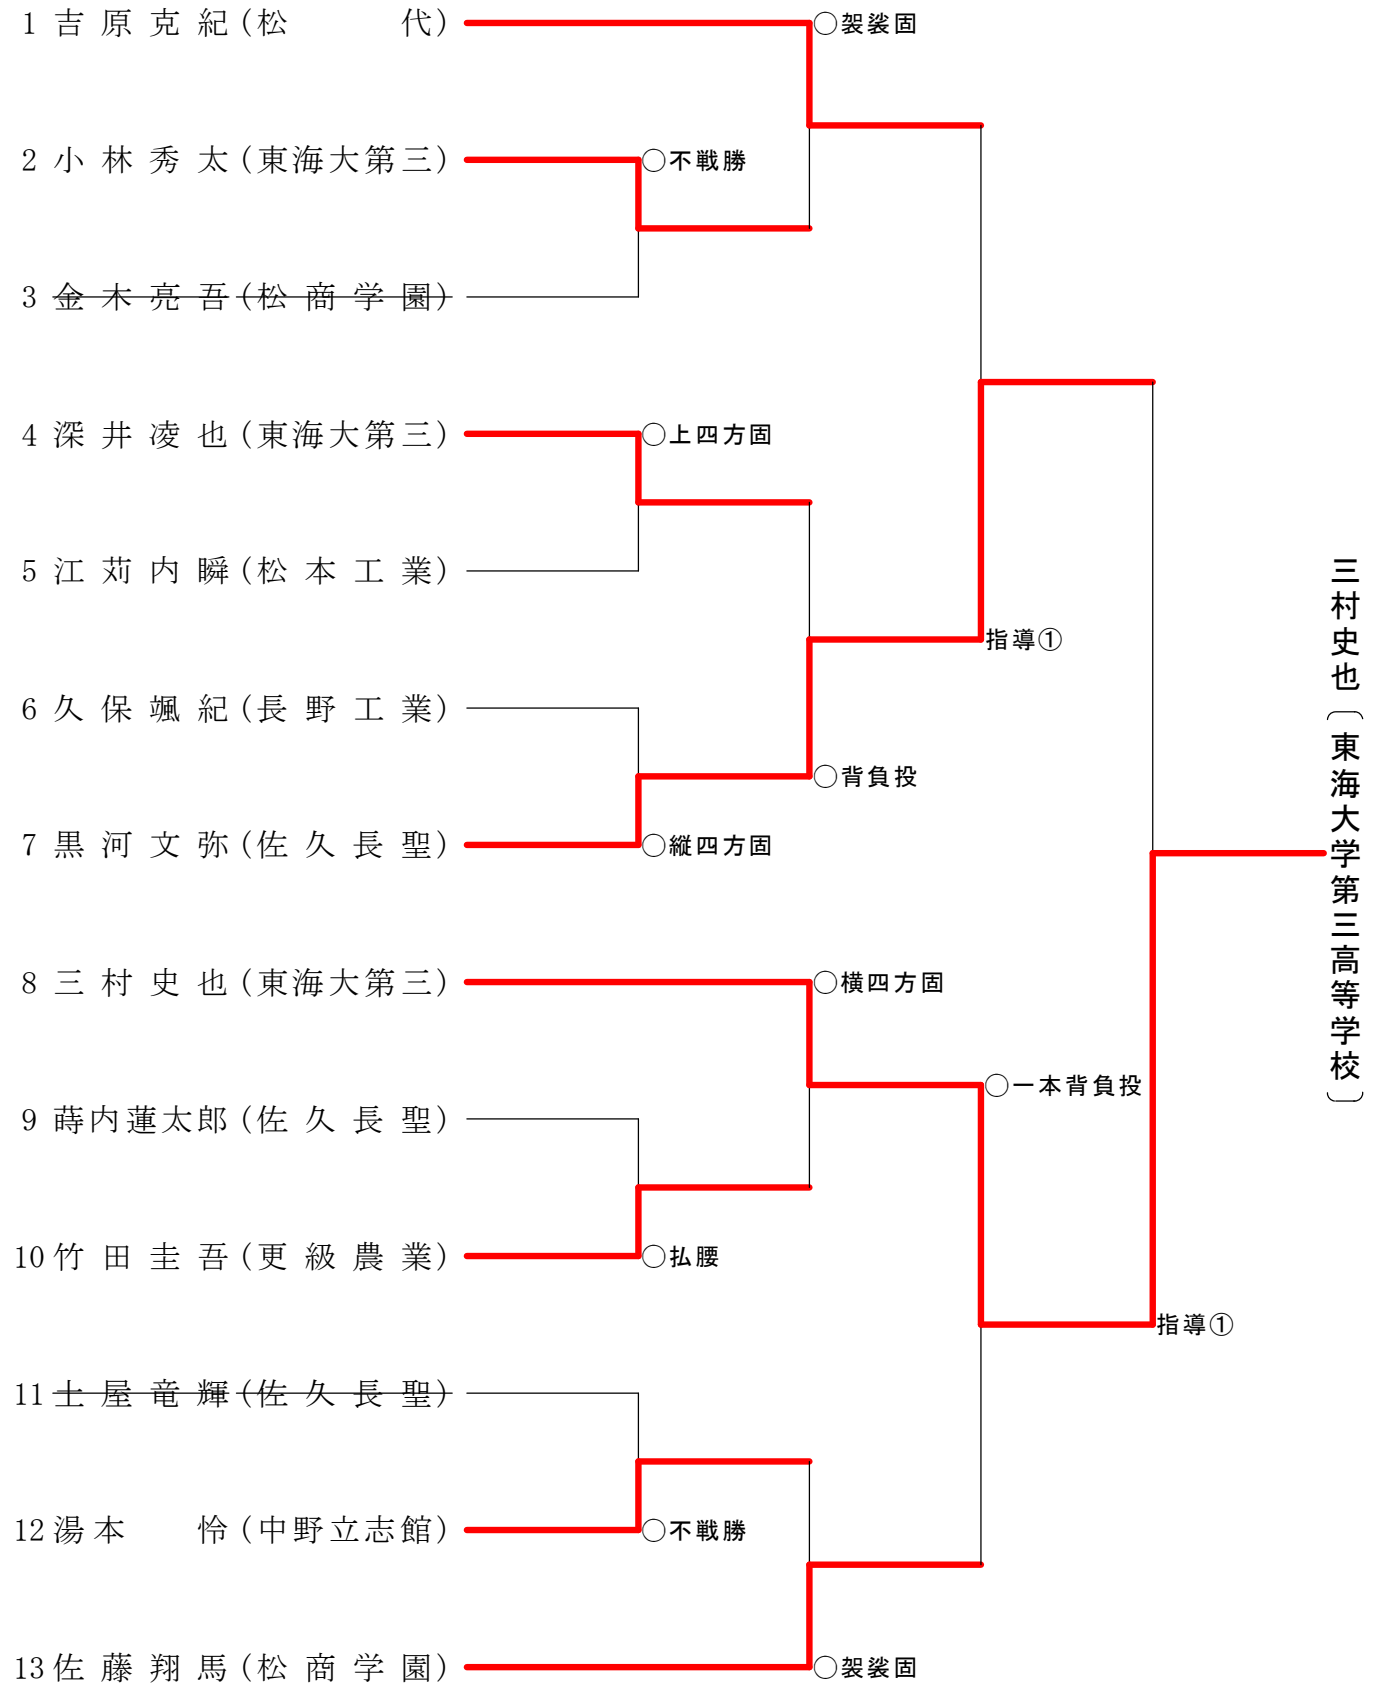 1 吉原克紀(松代) ○袈裟固
2 小林秀太(東海大第三) ○不戦勝
3 金木亮吾(松商学園)
4 深井凌也(東海大第三) ○上四方固
5 江苅内瞬(松本工業)
指導①
6 久保颯紀(長野工業)
○背負投
7 黒河文弥(佐久長聖) ○縦四方固
8 三村史也(東海大第三) ○横四方固
○一本背負投
9 蒔内蓮太郎(佐久長聖)
10 竹田圭吾(更級農業) ○払腰
指導①
11 土屋竜輝(佐久長聖)
12 湯本怜(中野立志館) ○不戦勝
13 佐藤翔馬(松商学園) ○袈裟固
三村史也〔東海大学第三高等学校〕